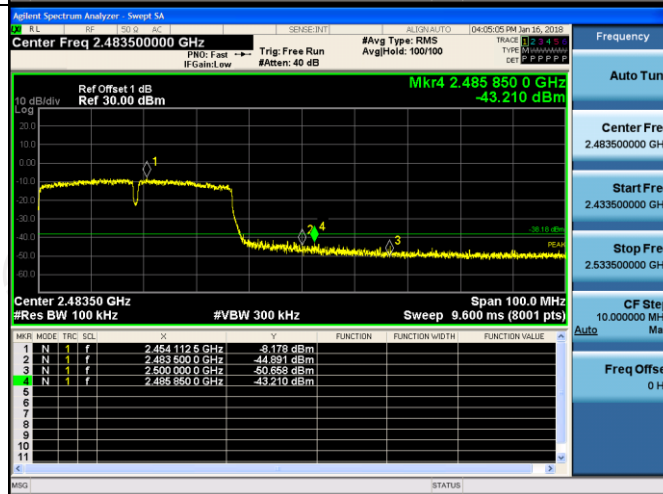 Agilent Spectrum Analyzer - Swept SA
RL RF 50 Ω AC SENSE:INT ALIGNAUTO 04:05:05 PM Jan 16, 2018
Center Freq 2.483500000 GHz
PNO: Fast
IFGain:Low
Trig: Free Run
#Atten: 40 dB
#Avg Type: RMS
Avg|Hold: 100/100
TRACE 1 2 3 4 5 6
TYPE
DET P P P P P P
Frequency
Auto Tun
Center Fre
2.483500000 GH
Start Fre
2.433500000 GH
Stop Fre
2.533500000 GH
CF Ste
10.000000 MH
Auto Ma
Freq Offse
0 H
Mkr4 2.485 850 0 GHz
-43.210 dBm
Ref Offset 1 dB
10 dB/div Ref 30.00 dBm
Log
20.0
10.0
0.00
-10.0
-20.0
-30.0
-40.0
-50.0
-60.0
1
2 4
3
-38.18 dBm
PEAK
Center 2.48350 GHz Span 100.0 MHz
#Res BW 100 kHz #VBW 300 kHz Sweep 9.600 ms (8001 pts)
MKR MODE TRC SCL X Y FUNCTION FUNCTION WIDTH FUNCTION VALUE
1 N 1 f 2.454 112 5 GHz -8.178 dBm
2 N 1 f 2.483 500 0 GHz -44.891 dBm
3 N 1 f 2.500 000 0 GHz -50.658 dBm
4 N 1 f 2.485 850 0 GHz -43.210 dBm
5
6
7
8
9
10
11
MSG STATUS